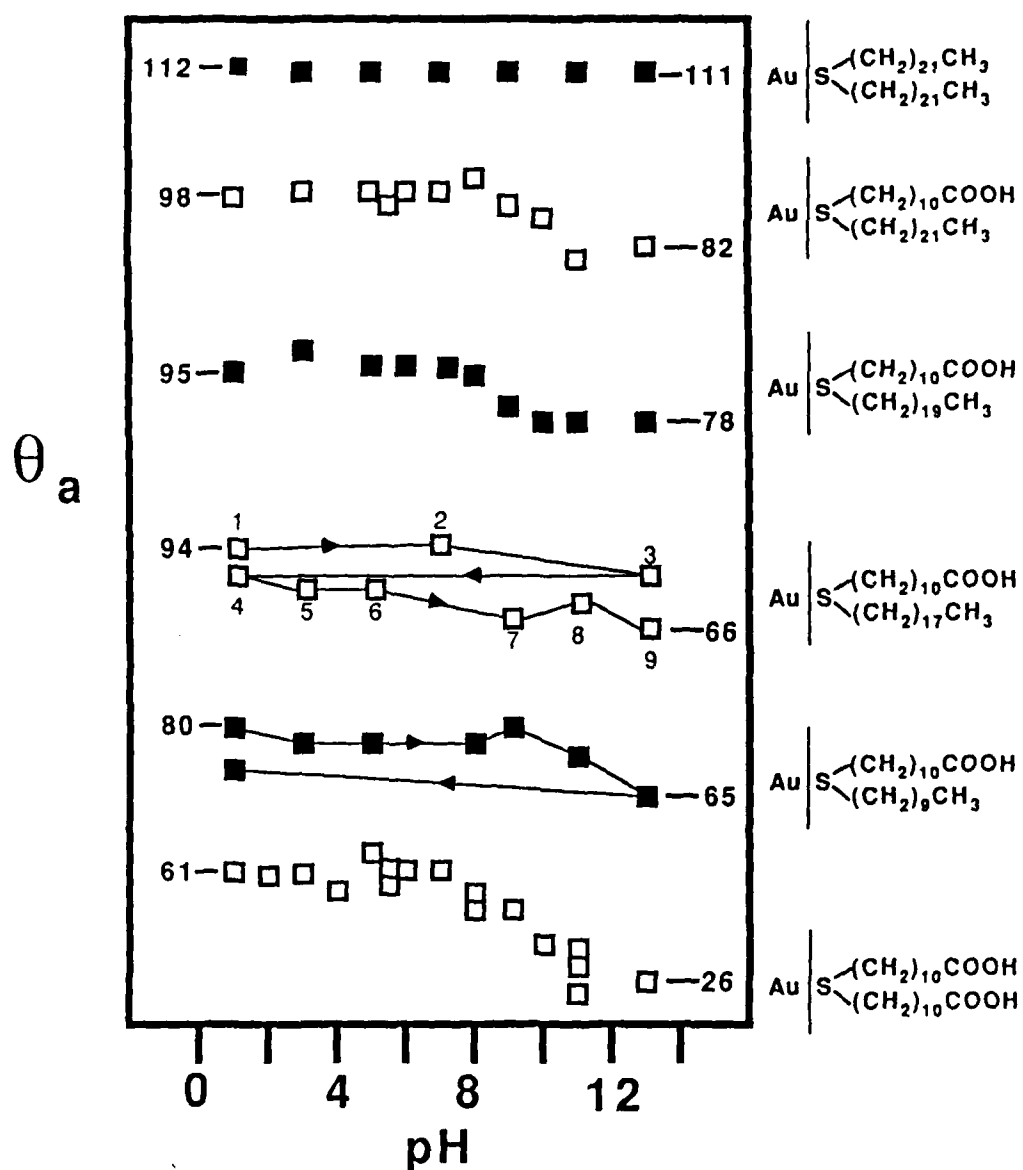 112 111 Au S (CH₂)₂₁CH₃
(CH₂)₂₁CH₃
98 82 Au S (CH₂)₁₀COOH
(CH₂)₂₁CH₃
95 78 Au S (CH₂)₁₀COOH
(CH₂)₁₉CH₃
θa
94 1 2 3
4 5 6 7 8 9
66 Au S (CH₂)₁₀COOH
(CH₂)₁₇CH₃
80 65 Au S (CH₂)₁₀COOH
(CH₂)₉CH₃
61 26 Au S (CH₂)₁₀COOH
(CH₂)₁₀COOH
0 4 8 12
pH